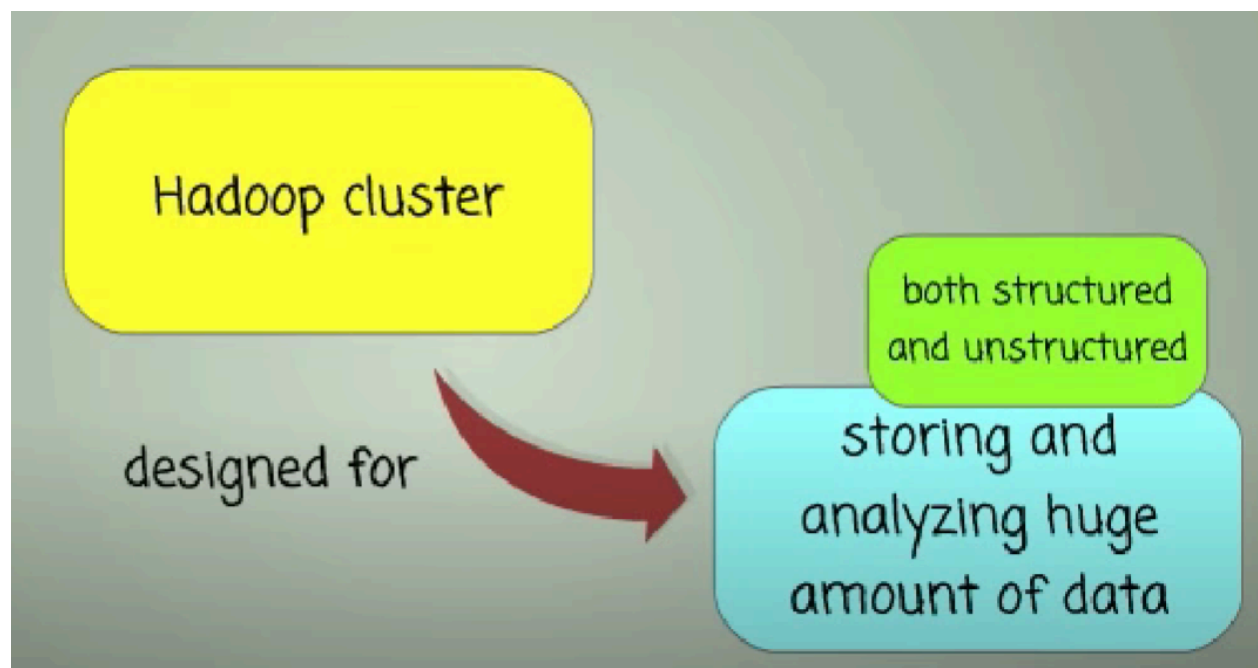 Hadoop cluster
designed for
both structured
and unstructured
storing and
analyzing huge
amount of data